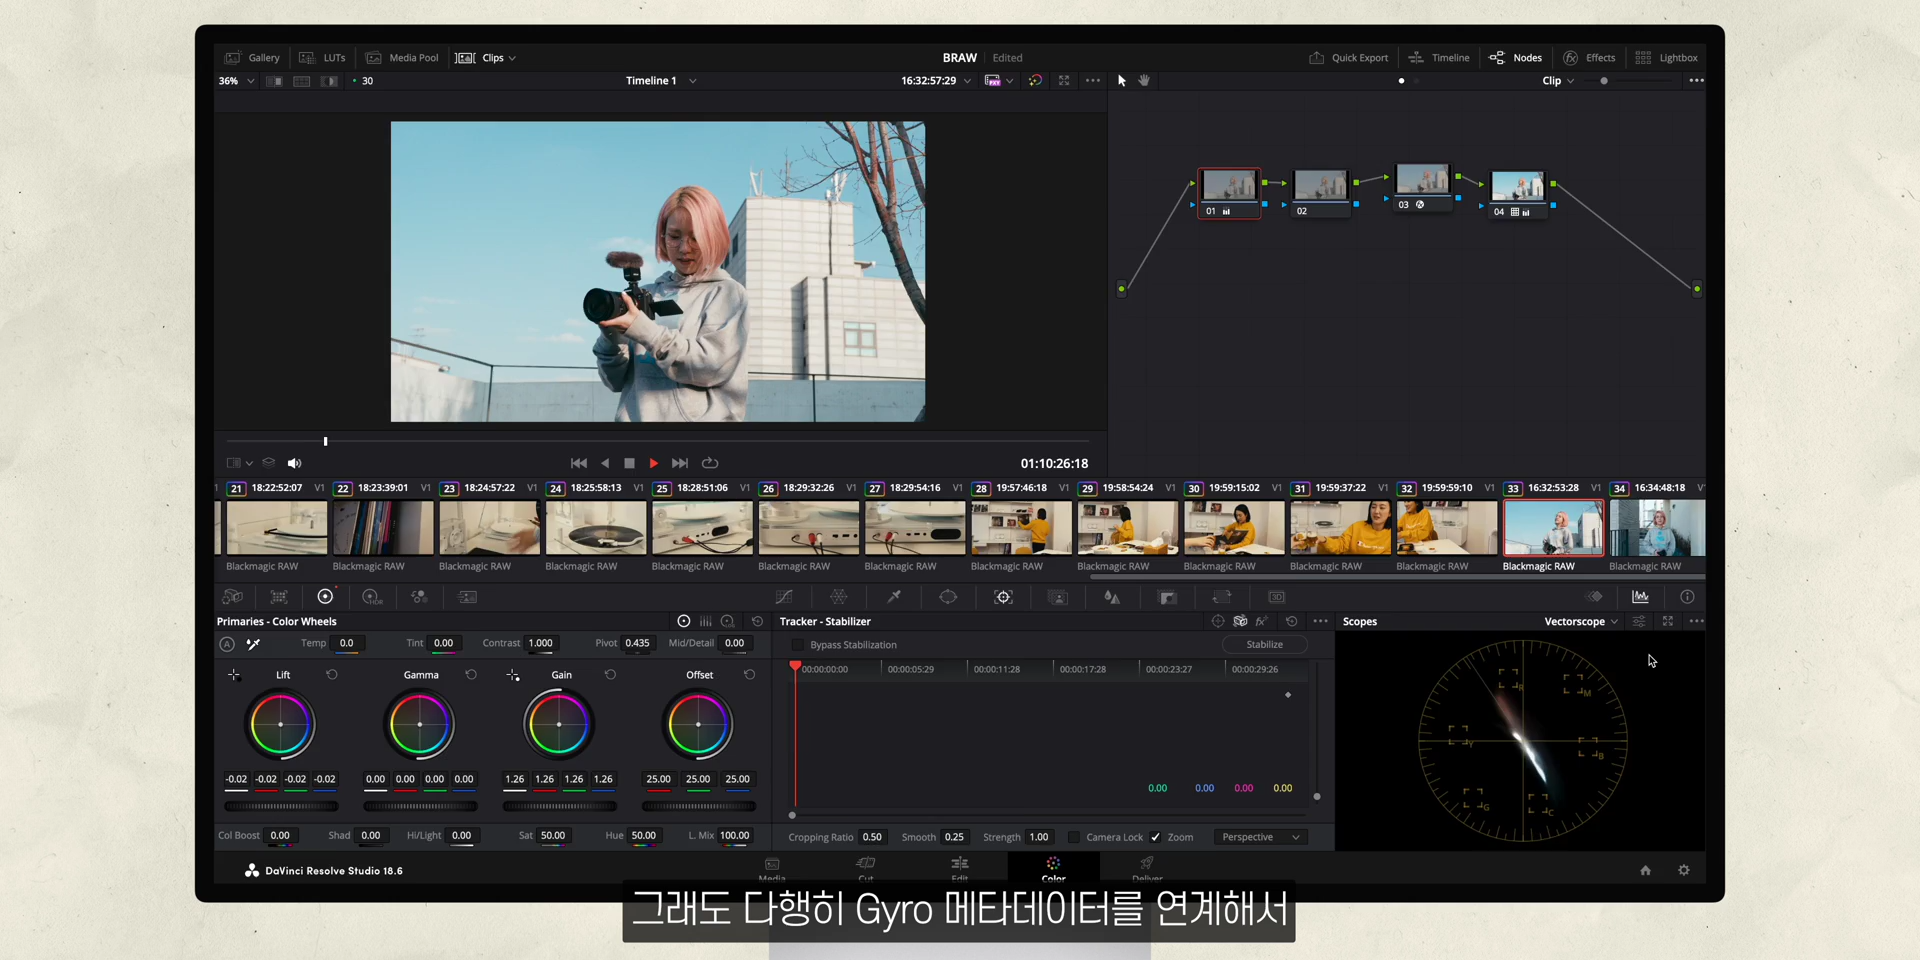 Gallery LUTs Media Pool Clips BRAW Edited Quick Export Timeline Nodes Effects Lightbox
36% 30 Timeline 1 16:32:57:29 Clip
01 02 03 04
01:10:26:18
21 18:22:52:07 V1 22 18:23:39:01 V1 23 18:24:57:22 V1 24 18:25:58:13 V1 25 18:28:51:06 V1 26 18:29:32:26 V1 27 18:29:54:16 V1 28 19:57:46:18 V1 29 19:58:54:24 V1 30 19:59:15:02 V1 31 19:59:37:22 V1 32 19:59:59:10 V1 33 16:32:53:28 V1 34 16:34:48:18
Blackmagic RAW Blackmagic RAW Blackmagic RAW Blackmagic RAW Blackmagic RAW Blackmagic RAW Blackmagic RAW Blackmagic RAW Blackmagic RAW Blackmagic RAW Blackmagic RAW Blackmagic RAW Blackmagic RAW Blackmagic RAW
HDR 3D
Primaries - Color Wheels Tracker - Stabilizer Scopes Vectorscope
A Temp 0.0 Tint 0.00 Contrast 1.000 Pivot 0.435 Mid/Detail 0.00 Bypass Stabilization Stabilize
00:00:00:00 00:00:05:29 00:00:11:28 00:00:17:28 00:00:23:27 00:00:29:26
Lift Gamma Gain Offset
R M
Y B
-0.02 -0.02 -0.02 -0.02 0.00 0.00 0.00 0.00 1.26 1.26 1.26 1.26 25.00 25.00 25.00 0.00 0.00 0.00 0.00
G C
Col Boost 0.00 Shad 0.00 Hi/Light 0.00 Sat 50.00 Hue 50.00 L. Mix 100.00 Cropping Ratio 0.50 Smooth 0.25 Strength 1.00 Camera Lock Zoom Perspective
DaVinci Resolve Studio 18.6 Media Cut Edit Color Deliver
그래도 다행히 Gyro 메타데이터를 연계해서